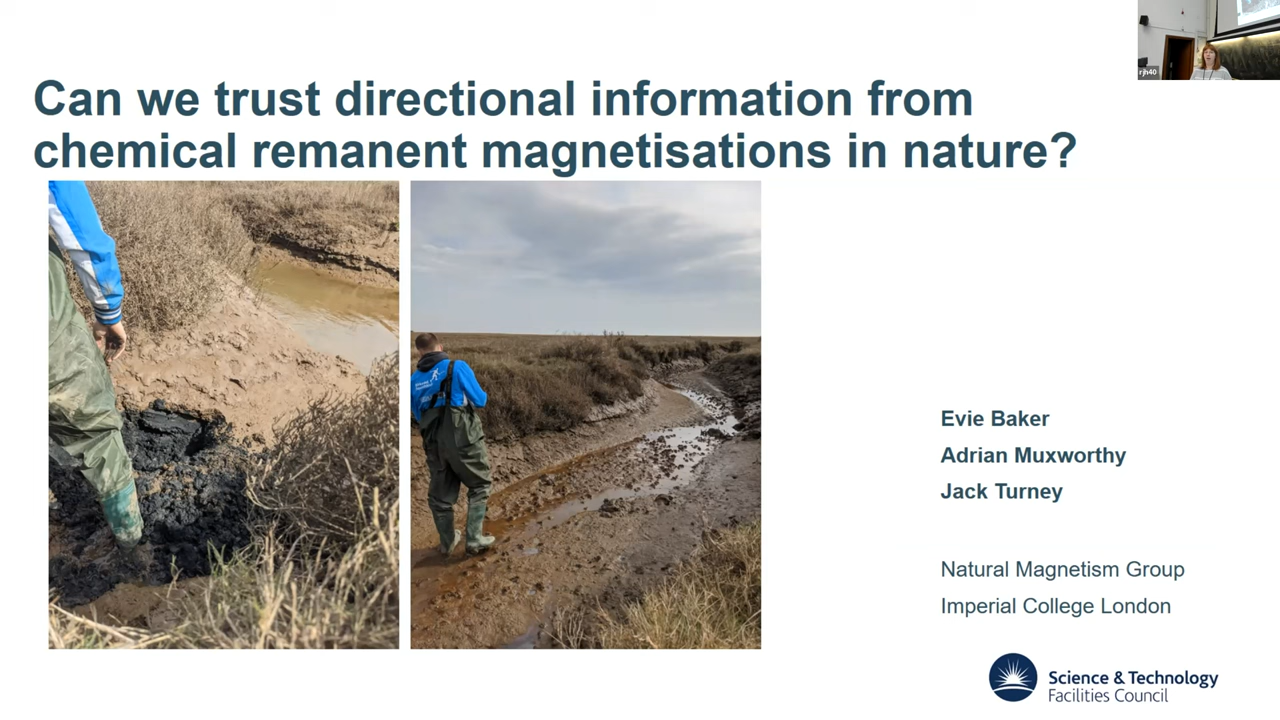 Can we trust directional information from
chemical remanent magnetisations in nature?
rjh40
Evie Baker
Adrian Muxworthy
Jack Turney
Natural Magnetism Group
Imperial College London
Science & Technology
Facilities Council